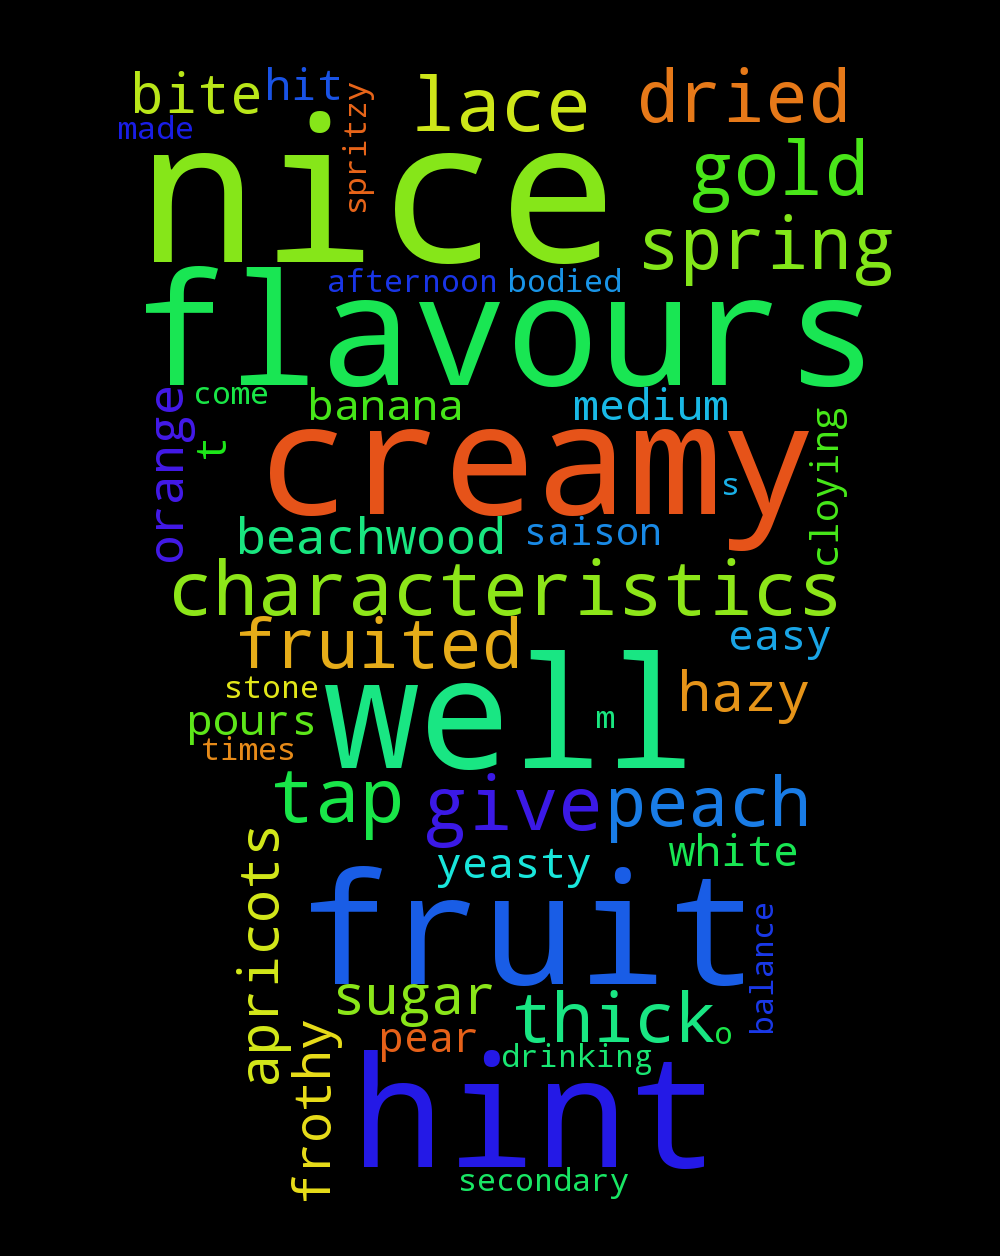 bite hit lace dried
made
spritzy
nice
gold
spring
afternoon bodied
flavours
orange
come
banana medium
t
creamy
cloying
s
beachwood saison
characteristics
fruited
easy
stone
well
hazy
pours
m
times
tap give peach
white
yeasty
apricots
fruit
balance
sugar
thick
o
pear
drinking
frothy
hint
secondary